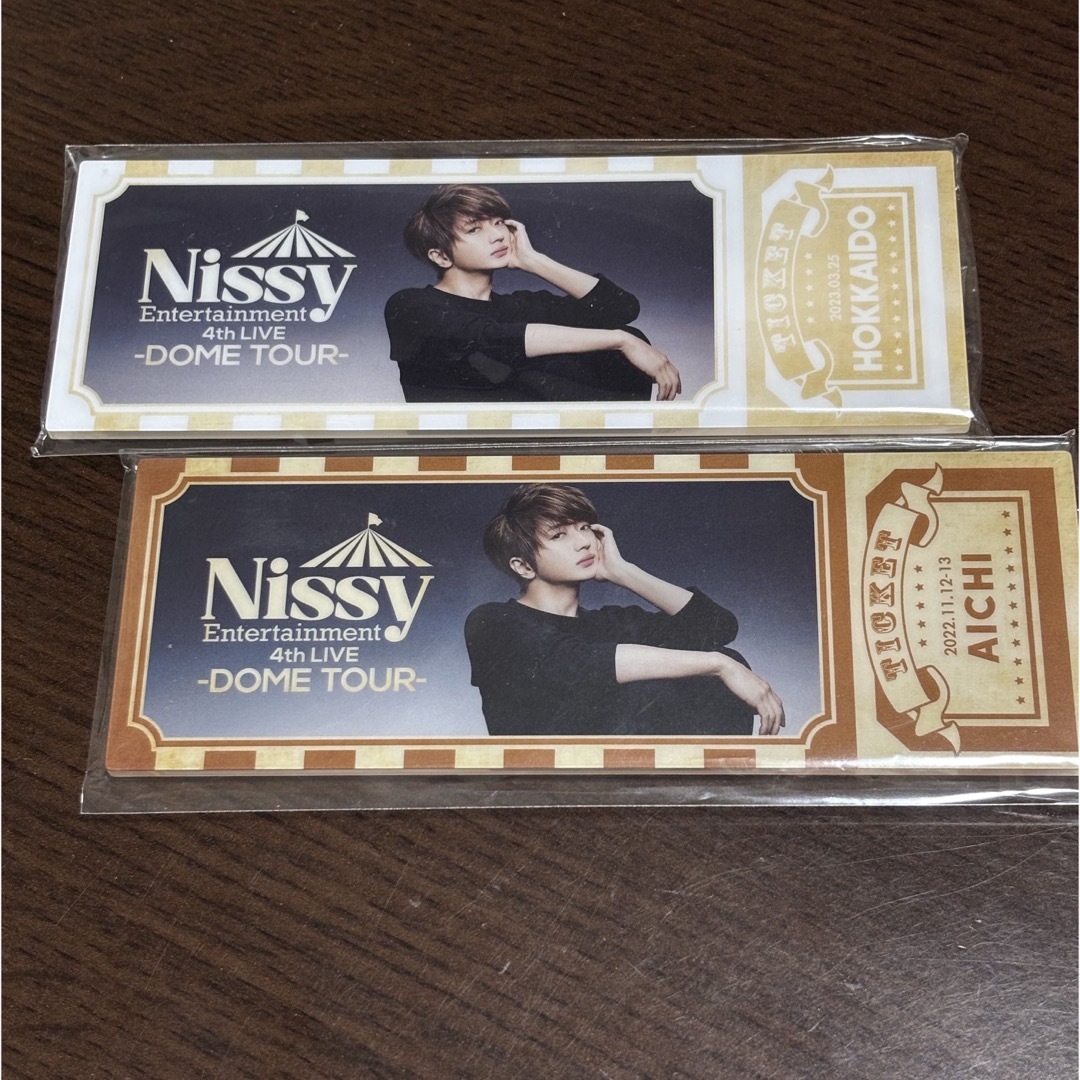 Nissy
Entertainment
4th LIVE
-DOME TOUR-
TICKET
2023.03.25
HOKKAIDO
Nissy
Entertainment
4th LIVE
-DOME TOUR-
TICKET
2022.11.12-13
AICHI